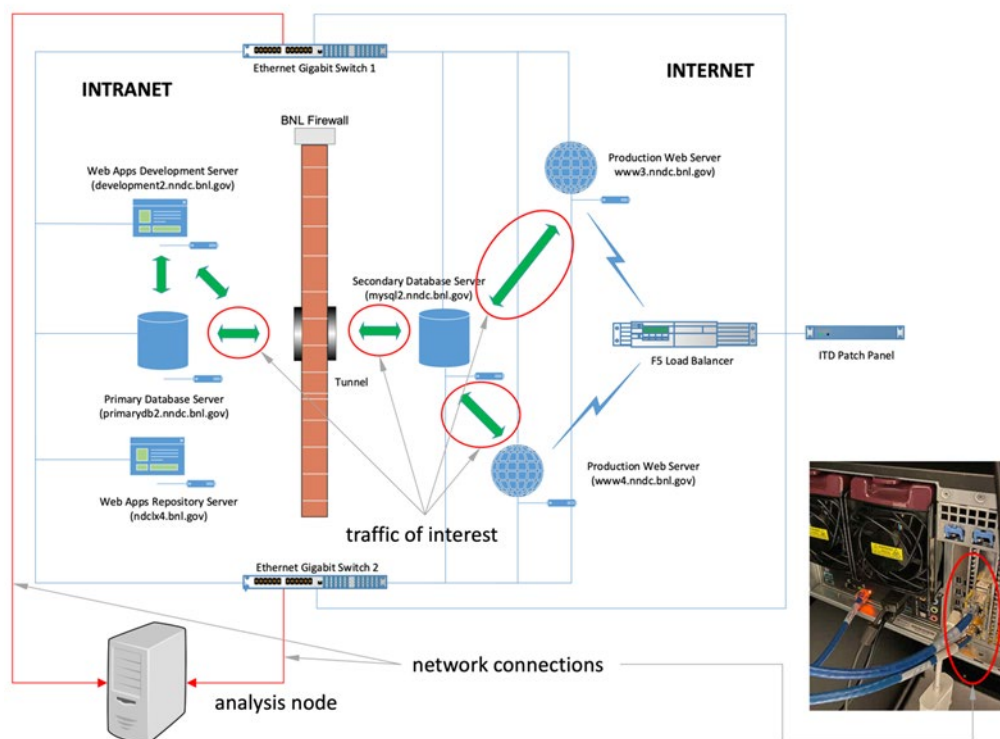 Ethernet Gigabit Switch 1
INTRANET
INTERNET
BNL Firewall
Web Apps Development Server
(development2.nndc.bnl.gov)
Production Web Server
www3.nndc.bnl.gov)
Secondary Database Server
(mysql2.nndc.bnl.gov)
F5 Load Balancer
ITD Patch Panel
Tunnel
Primary Database Server
(primarydb2.nndc.bnl.gov)
Production Web Server
(www4.nndc.bnl.gov)
Web Apps Repository Server
(ndclx4.bnl.gov)
traffic of interest
Ethernet Gigabit Switch 2
network connections
analysis node